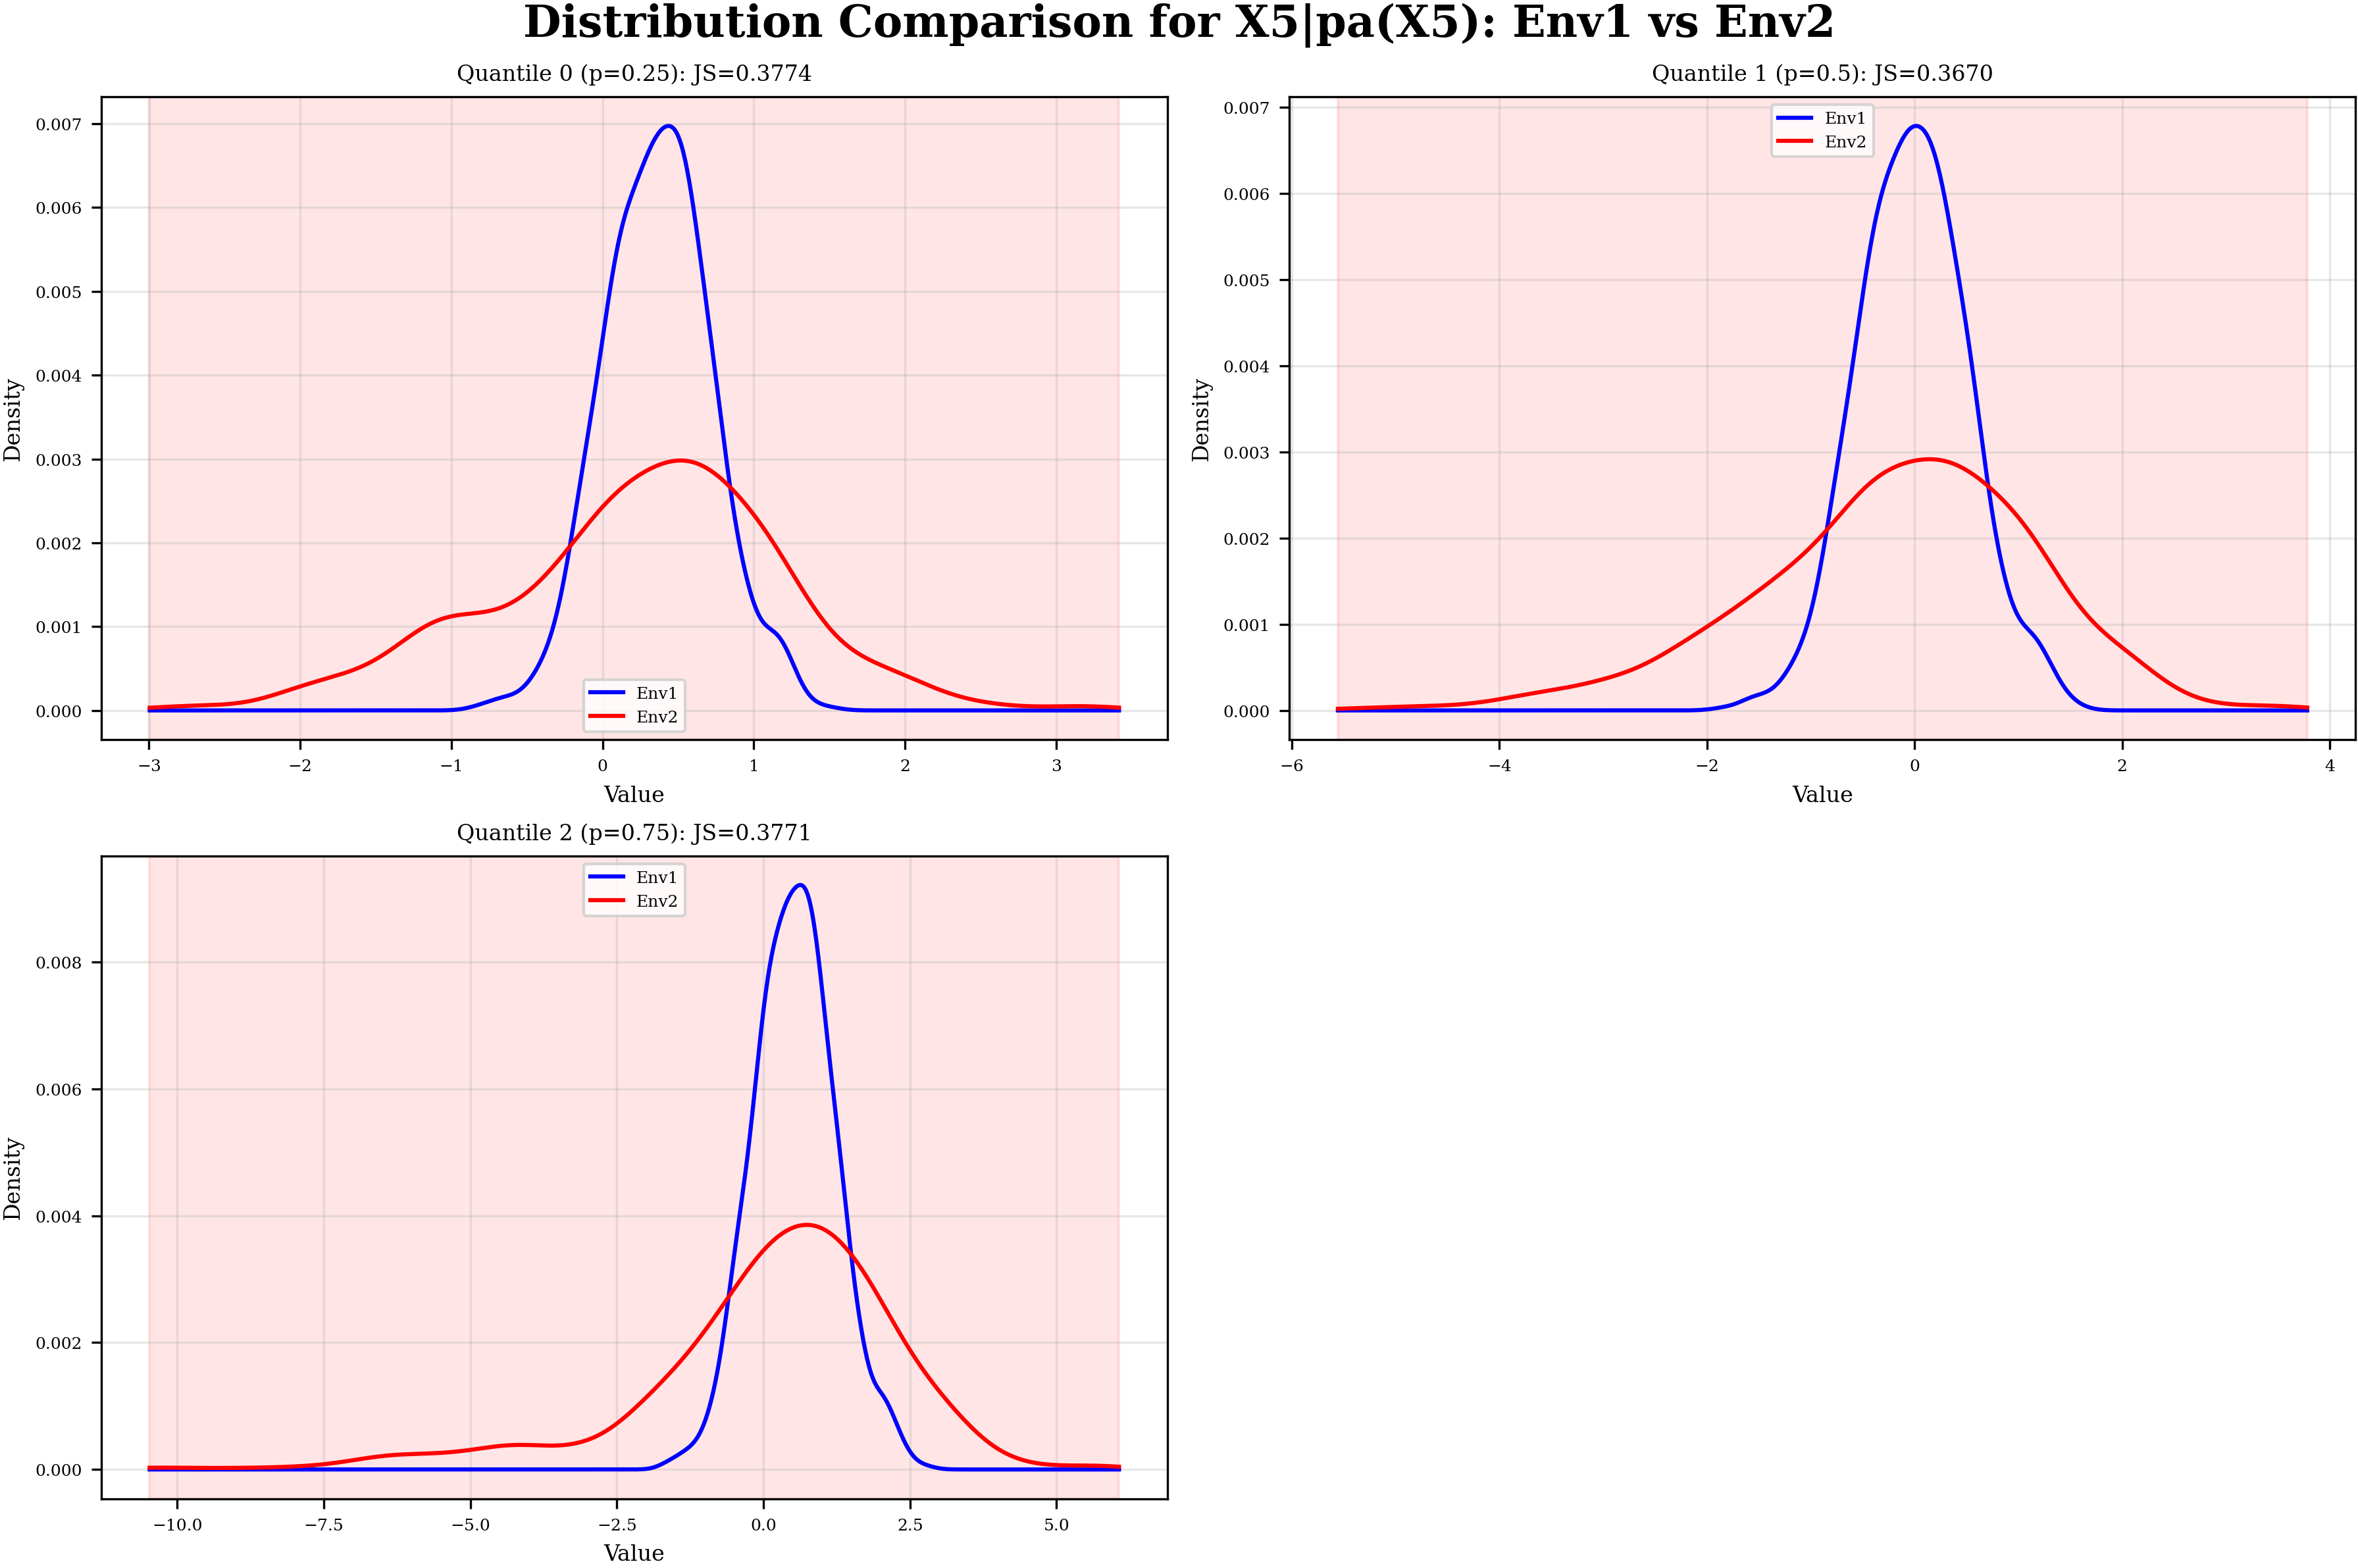 Distribution Comparison for X5|pa(X5): Env1 vs Env2
Quantile 0 (p=0.25): JS=0.3774
0.007
0.006
0.005
0.004
0.003
0.002
0.001
0.000
Density
Env1
Env2
−3
−2
−1
0
1
2
3
Value
Quantile 1 (p=0.5): JS=0.3670
0.007
0.006
0.005
0.004
0.003
0.002
0.001
0.000
Density
Env1
Env2
−6
−4
−2
0
2
4
Value
Quantile 2 (p=0.75): JS=0.3771
0.008
0.006
0.004
0.002
0.000
Density
Env1
Env2
−10.0
−7.5
−5.0
−2.5
0.0
2.5
5.0
Value